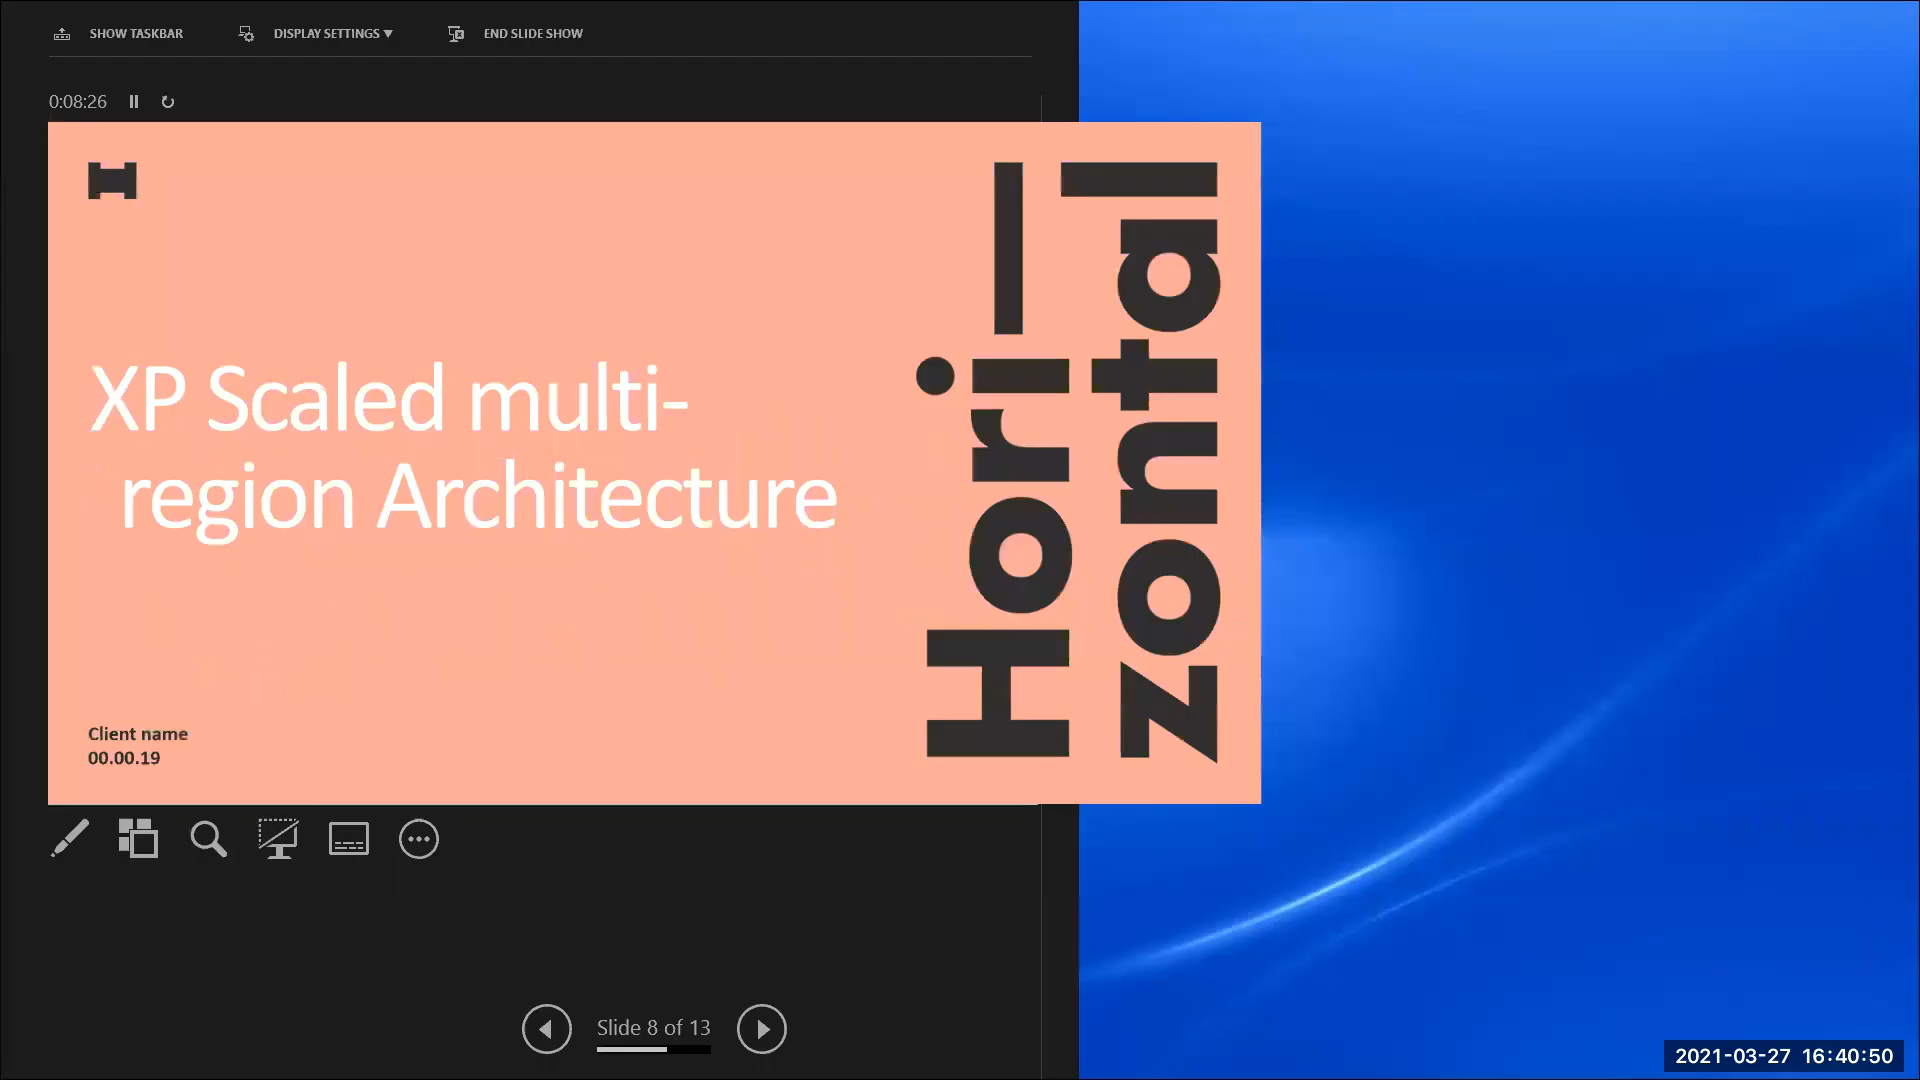 SHOW TASKBAR
DISPLAY SETTINGS ▼
END SLIDE SHOW
0:08:26
XP Scaled multi-
region Architecture
Hori—
zontal
Client name
00.00.19
Slide 8 of 13
2021-03-27 16:40:50